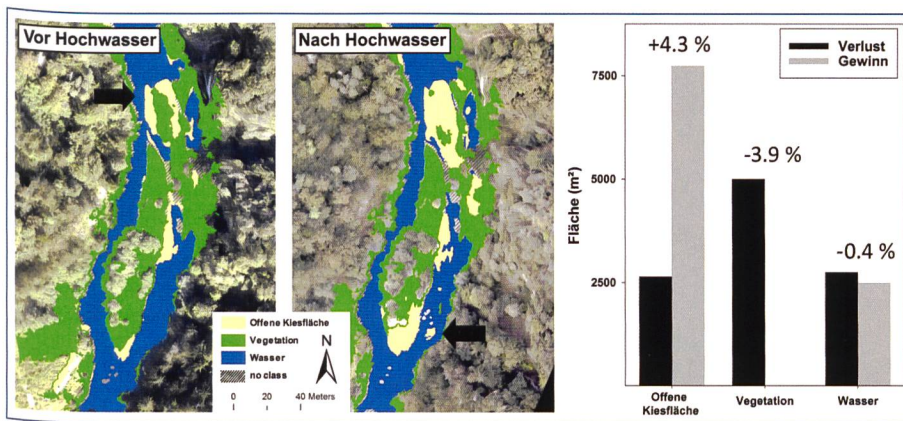 Vor Hochwasser
Nach Hochwasser
Offene Kiesfläche
Vegetation
Wasser
no class
N
0 20 40 Meters
Verlust
Gewinn
+4.3 %
-3.9 %
-0.4 %
Fläche (m²)
7500
5000
2500
Offene
Kiesfläche
Vegetation
Wasser